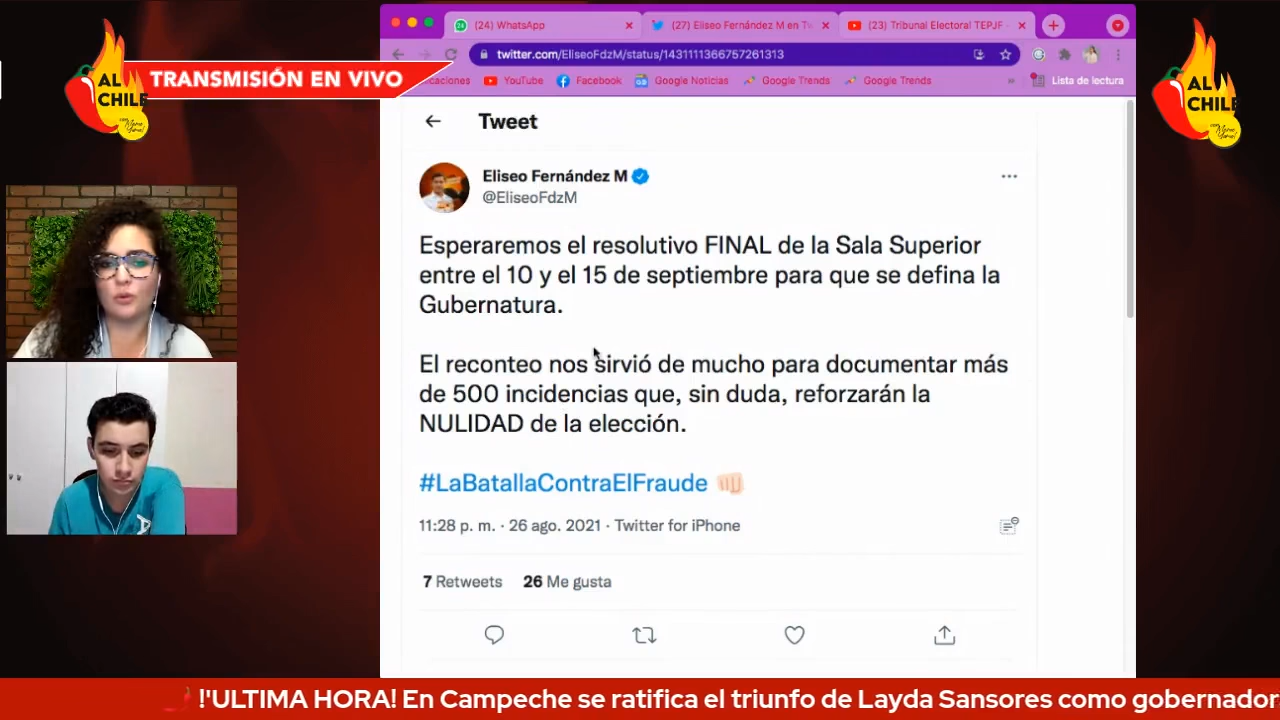 (24) WhatsApp
(27) Eliseo Fernández M en Tw
(23) Tribunal Electoral TEPJF -
twitter.com/EliseoFdzM/status/1431111366757261313
caciones
YouTube
Facebook
Google Noticias
Google Trends
Google Trends
»
Lista de lectura
AL CHILE
TRANSMISIÓN EN VIVO
AL CHILE
Tweet
Eliseo Fernández M
@EliseoFdzM
Esperaremos el resolutivo FINAL de la Sala Superior
entre el 10 y el 15 de septiembre para que se defina la
Gubernatura.
El reconteo nos sirvió de mucho para documentar más
de 500 incidencias que, sin duda, reforzarán la
NULIDAD de la elección.
#LaBatallaContraElFraude 👊🏻
11:28 p. m. · 26 ago. 2021 · Twitter for iPhone
7 Retweets 26 Me gusta
🌶️ !'ULTIMA HORA! En Campeche se ratifica el triunfo de Layda Sansores como gobernador